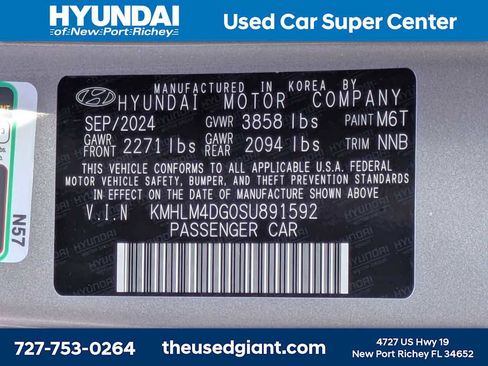 HYUNDAI
of New Port Richey
Used Car Super Center
MANUFACTURED IN KOREA BY
HYUNDAI MOTOR COMPANY
SEP/2024 GVWR 3858 lbs PAINT M6T
GAWR FRONT 2271 lbs GAWR REAR 2094 lbs TRIM NNB
THIS VEHICLE CONFORMS TO ALL APPLICABLE U.S.A. FEDERAL
MOTOR VEHICLE SAFETY, BUMPER, AND THEFT PREVENTION STANDARDS
IN EFFECT ON THE DATE OF MANUFACTURE SHOWN ABOVE
V.I.N KMHLM4DG0SU891592
PASSENGER CAR
N57
727-753-0264
theusedgiant.com
4727 US Hwy 19
New Port Richey FL 34652